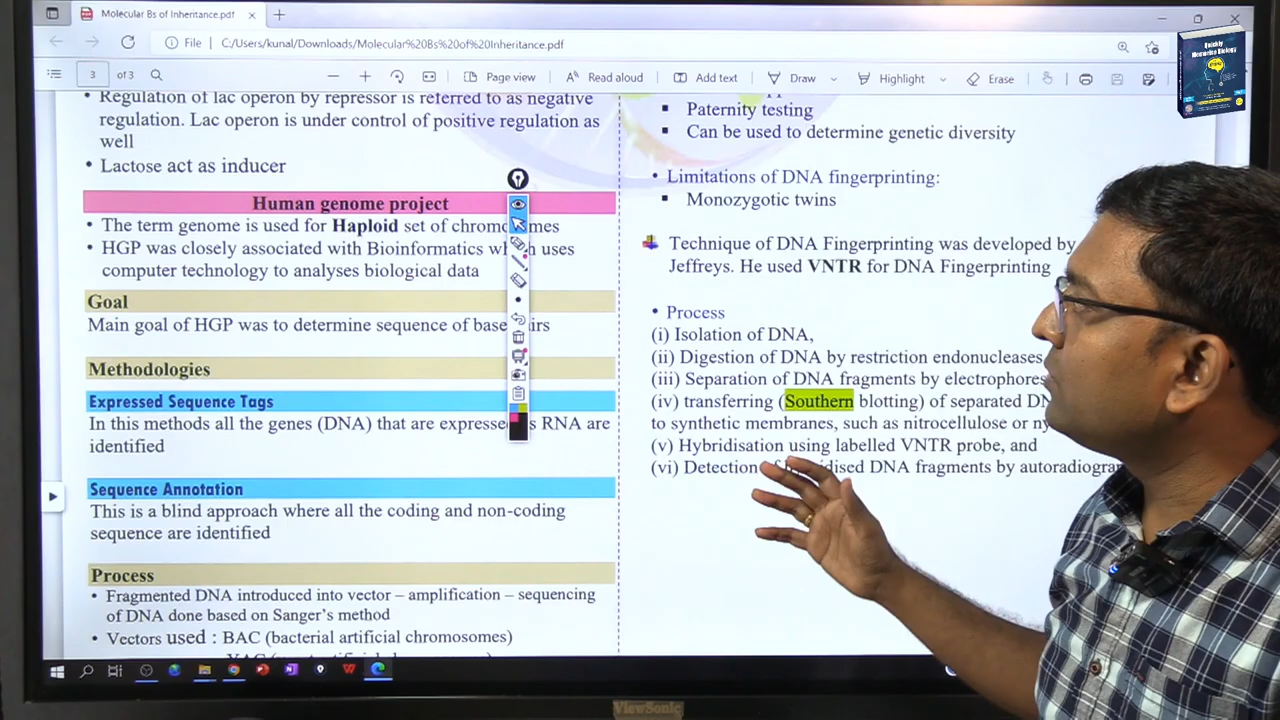 Molecular Bs of Inheritance.pdf
File
C:/Users/kunal/Downloads/Molecular%20Bs%20of%20Inheritance.pdf
3 of 3
Page view
Read aloud
Add text
Draw
Highlight
Erase
Quickly
Memorise Biology
• Regulation of lac operon by repressor is referred to as negative
regulation. Lac operon is under control of positive regulation as
well
• Lactose act as inducer
Human genome project
• The term genome is used for Haploid set of
• HGP was closely associated with Bioinformatics uses
computer technology to analyses biological data
Goal
Main goal of HGP was to determine sequence of base
Methodologies
Expressed Sequence Tags
In this methods all the genes (DNA) that are RNA are
identified
Sequence Annotation
This is a blind approach where all the coding and non-coding
sequence are identified
Process
• Fragmented DNA introduced into vector – amplification – sequencing
of DNA done based on Sanger's method
• Vectors used : BAC (bacterial artificial chromosomes)
▪ Paternity testing
▪ Can be used to determine genetic diversity
• Limitations of DNA fingerprinting:
▪ Monozygotic twins
Technique of DNA Fingerprinting was developed by
Jeffreys. He used VNTR for DNA Fingerprinting
• Process
(i) Isolation of DNA,
(ii) Digestion of DNA by restriction endonucleases
(iii) Separation of DNA fragments by
(iv) transferring (Southern blotting) of separated
to synthetic membranes, such as nitrocellulose or
(v) Hybridisation using labelled VNTR probe, and
(vi) Detection DNA fragments by
ViewSonic